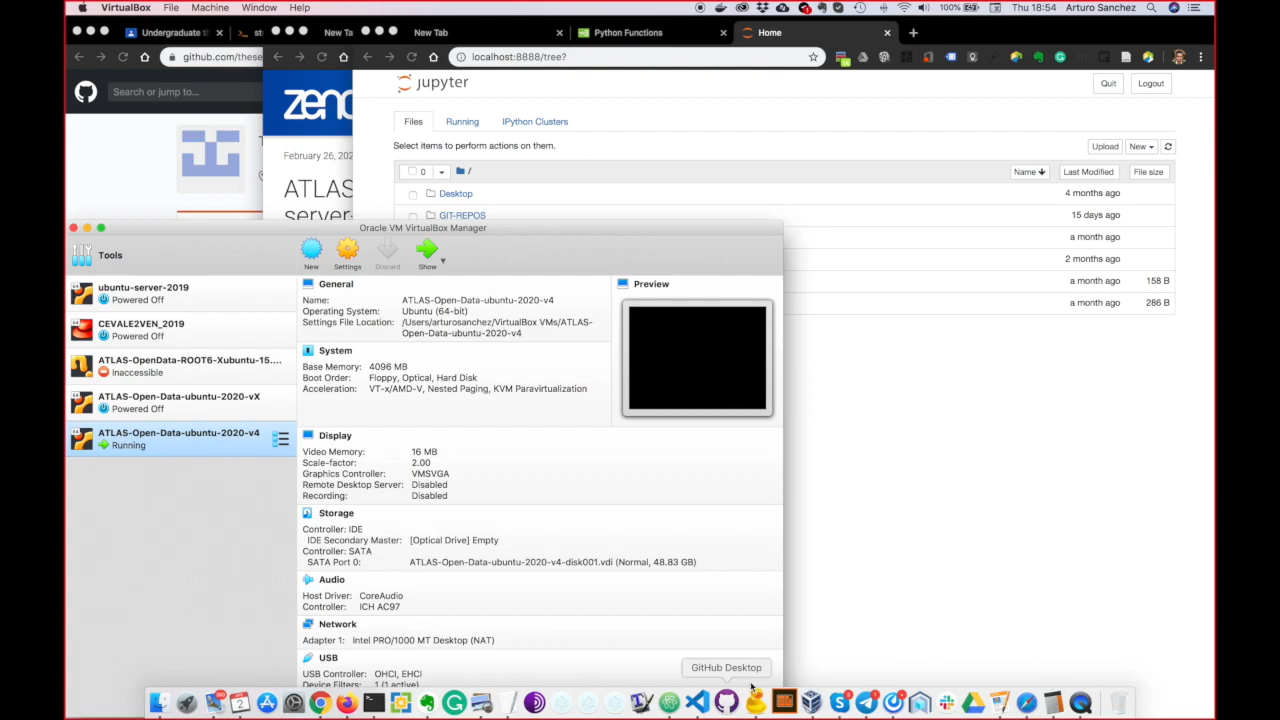 VirtualBox File Machine Window Help
100% Thu 18:54 Arturo Sanchez
Undergraduate t
st
New Ta
New Tab
Python Functions
Home
github.com/these
localhost:8888/tree?
Search or jump to...
T
zeno
February 26, 202
ATLAS
server-
jupyter
Quit
Logout
Files
Running
IPython Clusters
Select items to perform actions on them.
Upload
New
0
/
Name
Last Modified
File size
Desktop
4 months ago
GIT-REPOS
15 days ago
a month ago
2 months ago
a month ago 158 B
a month ago 286 B
Oracle VM VirtualBox Manager
Tools
New
Settings
Discard
Show
ubuntu-server-2019
Powered Off
CEVALE2VEN_2019
Powered Off
ATLAS-OpenData-ROOT6-Xubuntu-15....
Inaccessible
ATLAS-Open-Data-ubuntu-2020-vX
Powered Off
ATLAS-Open-Data-ubuntu-2020-v4
Running
General
Name: ATLAS-Open-Data-ubuntu-2020-v4
Operating System: Ubuntu (64-bit)
Settings File Location: /Users/arturosanchez/VirtualBox VMs/ATLAS-
Open-Data-ubuntu-2020-v4
Preview
System
Base Memory: 4096 MB
Boot Order: Floppy, Optical, Hard Disk
Acceleration: VT-x/AMD-V, Nested Paging, KVM Paravirtualization
Display
Video Memory: 16 MB
Scale-factor: 2.00
Graphics Controller: VMSVGA
Remote Desktop Server: Disabled
Recording: Disabled
Storage
Controller: IDE
IDE Secondary Master: [Optical Drive] Empty
Controller: SATA
SATA Port 0: ATLAS-Open-Data-ubuntu-2020-v4-disk001.vdi (Normal, 48.83 GB)
Audio
Host Driver: CoreAudio
Controller: ICH AC97
Network
Adapter 1: Intel PRO/1000 MT Desktop (NAT)
USB
USB Controller: OHCI, EHCI
Device Filters: 1 (1 active)
GitHub Desktop